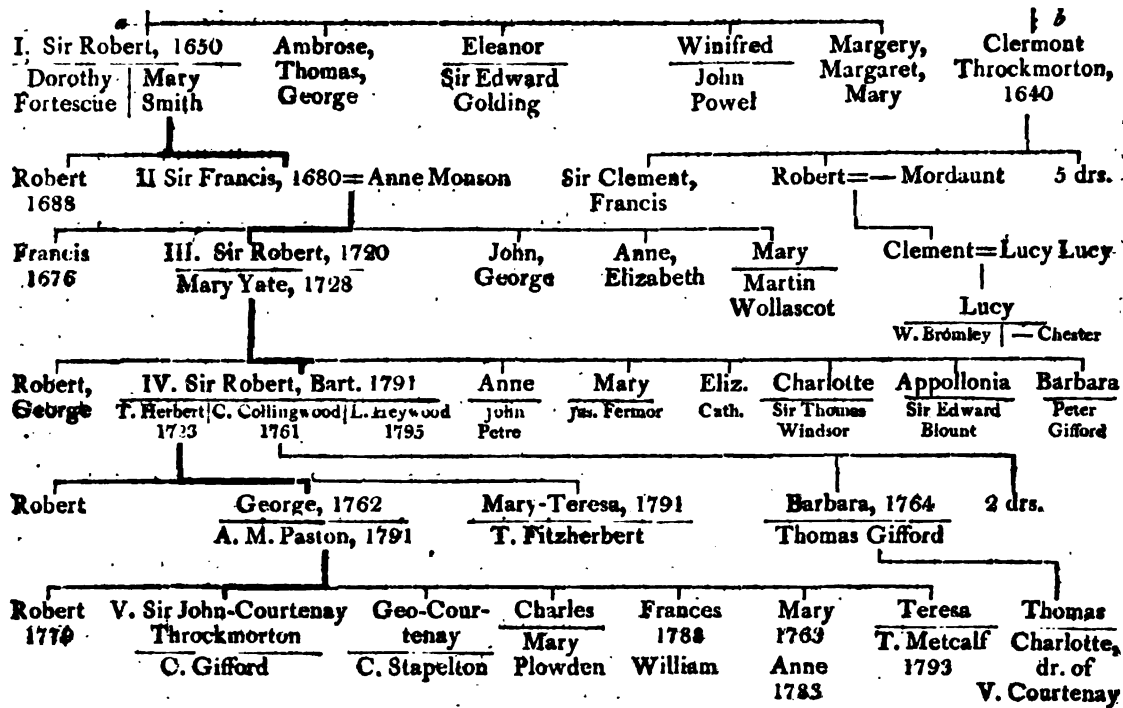 a b
I. Sir Robert, 1650 Ambrose, Eleanor Winifred Margery, Clermont
Dorothy Mary Thomas, Sir Edward John Margaret, Throckmorton,
Fortescue Smith George Golding Powel Mary 1640
Robert II Sir Francis, 1680=Anne Monson Sir Clement, Robert=— Mordaunt 5 drs.
1688 Francis
Francis III. Sir Robert, 1720 John, Anne, Mary Clement=Lucy Lucy
1676 Mary Yate, 1728 George Elizabeth Martin
Wollascot Lucy
W. Bromley — Chester
Robert, IV. Sir Robert, Bart. 1791 Anne Mary Eliz. Charlotte Appollonia Barbara
George T. Herbert C. Collingwood L. Heywood John Jas. Fermor Cath. Sir Thomas Sir Edward Peter
1723 1761 1795 Petre Windsor Blount Gifford
Robert George, 1762 Mary-Teresa, 1791 Barbara, 1764 2 drs.
A. M. Paston, 1791 T. Fitzherbert Thomas Gifford
Robert V. Sir John-Courtenay Geo-Cour- Charles Frances Mary Teresa Thomas
Throckmorton tenay Mary 1788 1763 T. Metcalf Charlotte,
C. Gifford C. Stapelton Plowden William Anne 1793 dr. of
1783 V. Courtenay